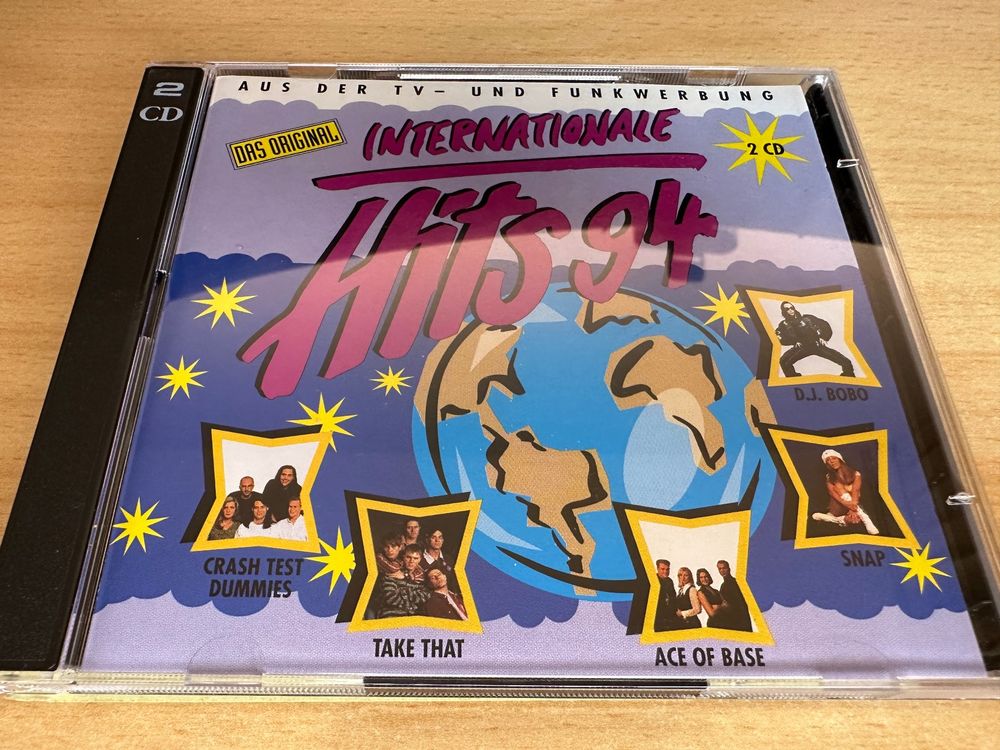 2
CD
AUS DER TV- UND FUNKWERBUNG
DAS ORIGINAL
INTERNATIONALE
Hits 94
2 CD
D.J. BOBO
SNAP
CRASH TEST
DUMMIES
TAKE THAT
ACE OF BASE